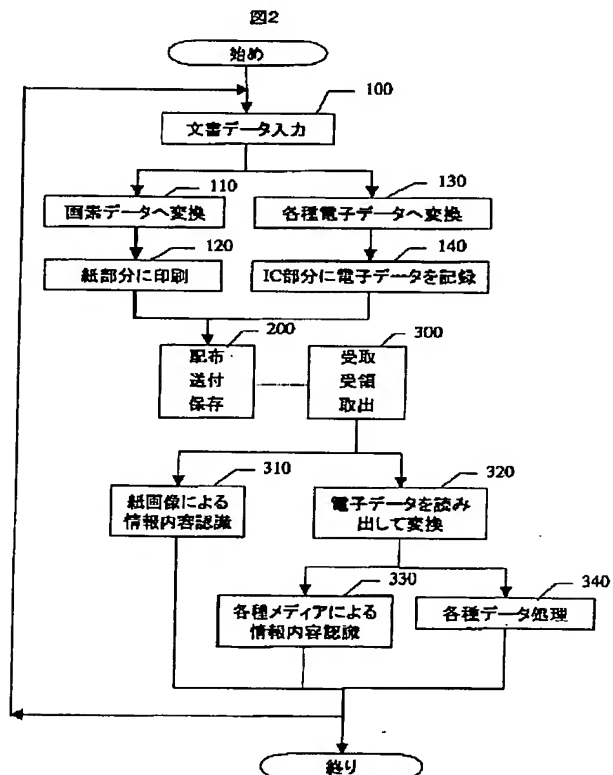 図2
始め
100
文書データ入力
110
130
画素データへ変換
各種電子データへ変換
120
140
紙部分に印刷
IC部分に電子データを記録
200
300
配布
送付
保存
受取
受領
取出
310
320
紙画像による
情報内容認識
電子データを読み
出して変換
330
340
各種メディアによる
情報内容認識
各種データ処理
終り